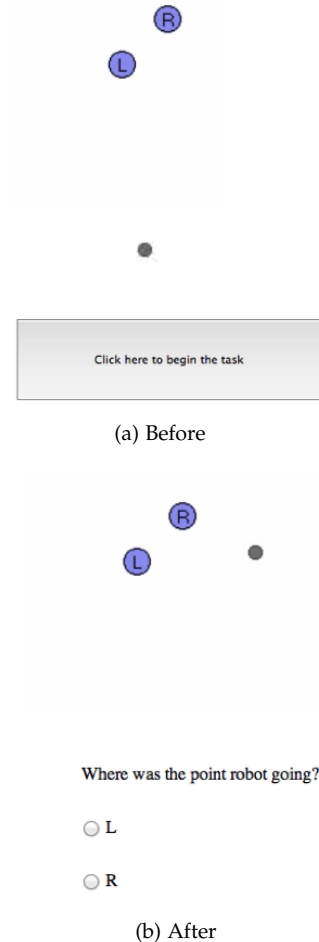 R
L
Click here to begin the task
(a) Before
R
L
Where was the point robot going?
L
R
(b) After